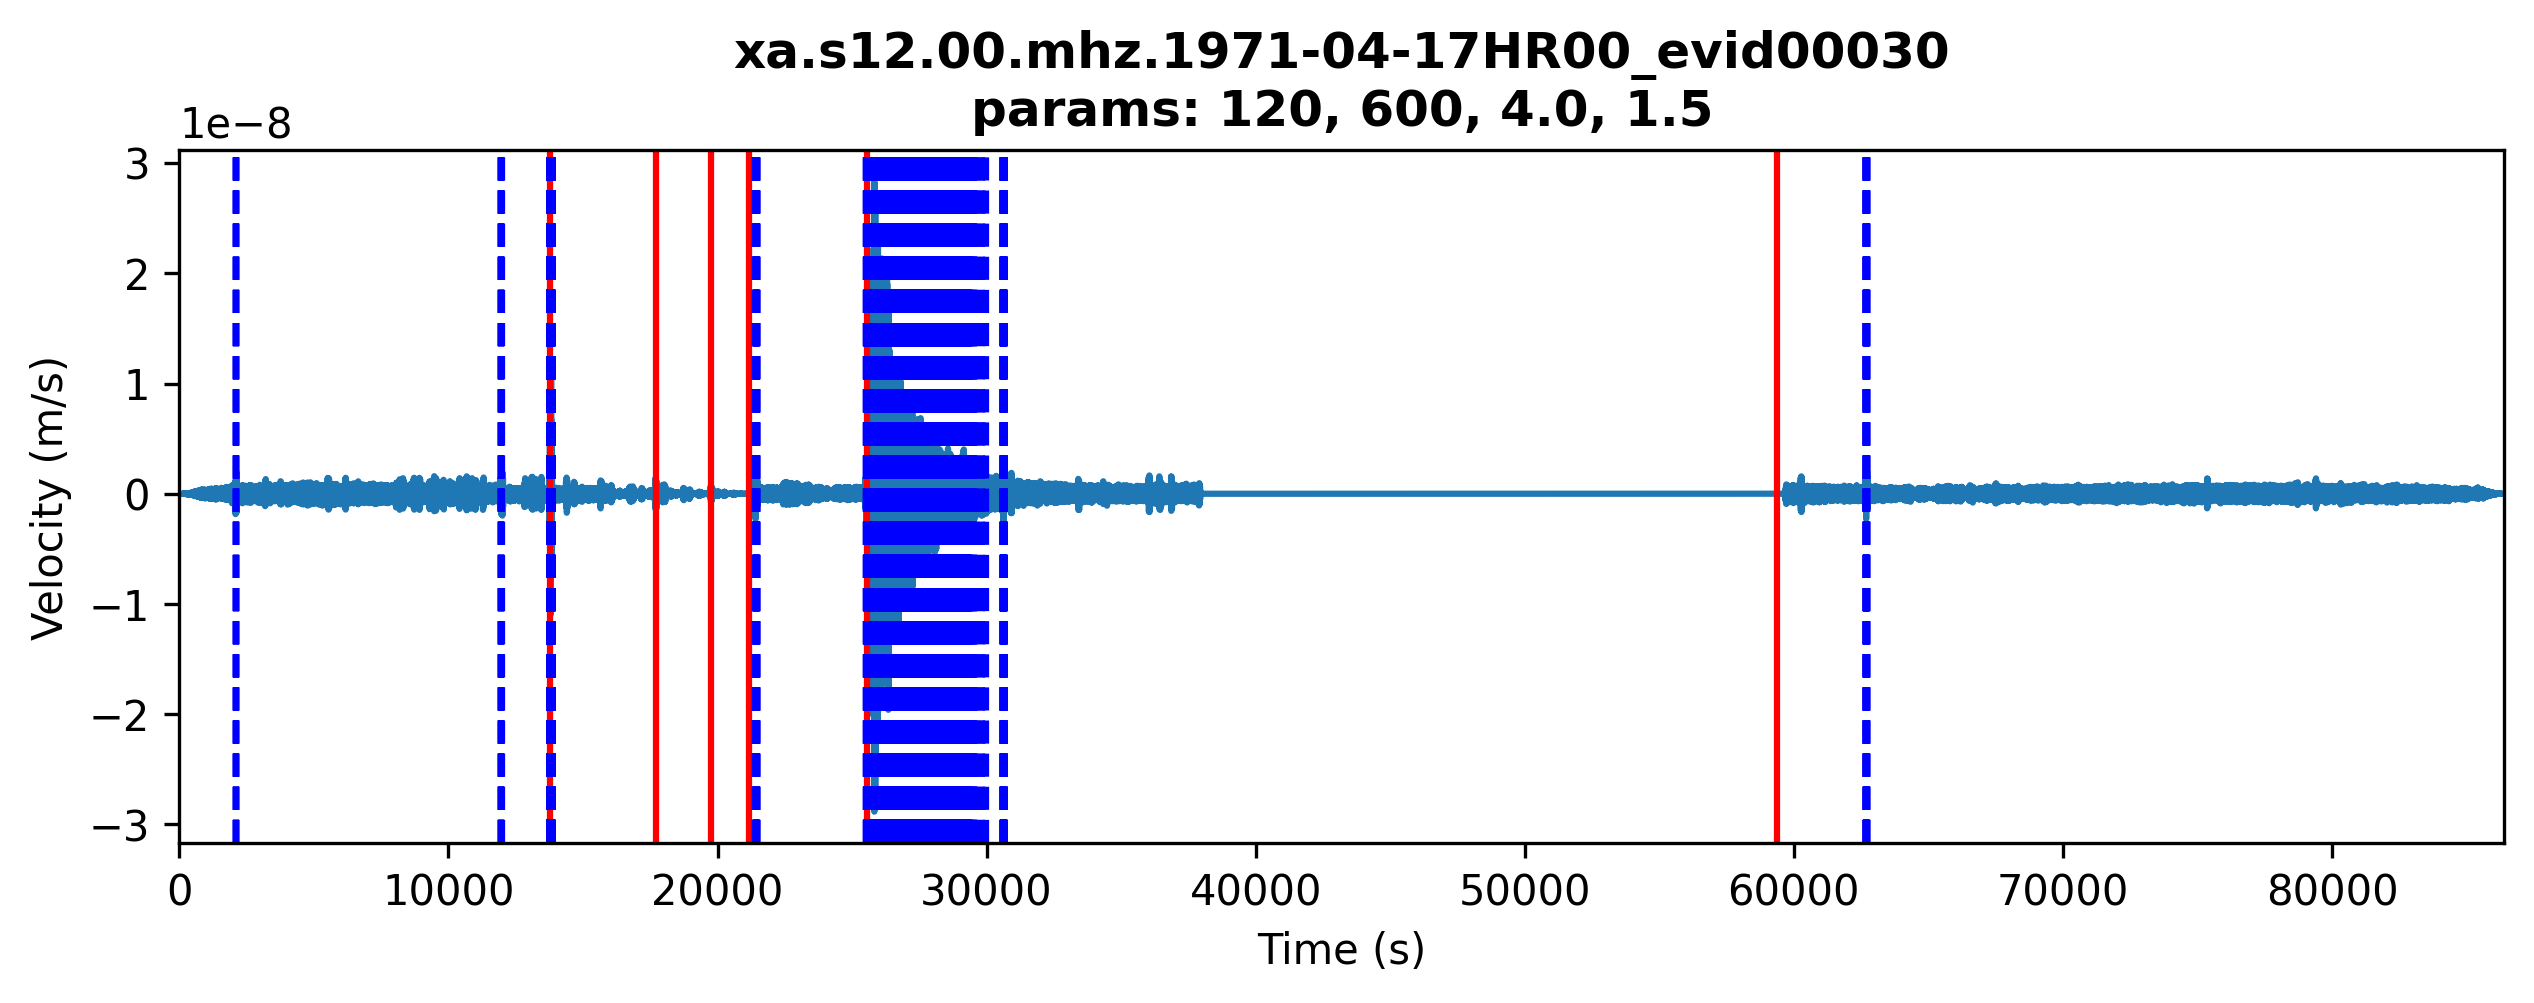 xa.s12.00.mhz.1971-04-17HR00_evid00030
params: 120, 600, 4.0, 1.5
1e−8
3
2
1
0
−1
−2
−3
Velocity (m/s)
0 10000 20000 30000 40000 50000 60000 70000 80000
Time (s)